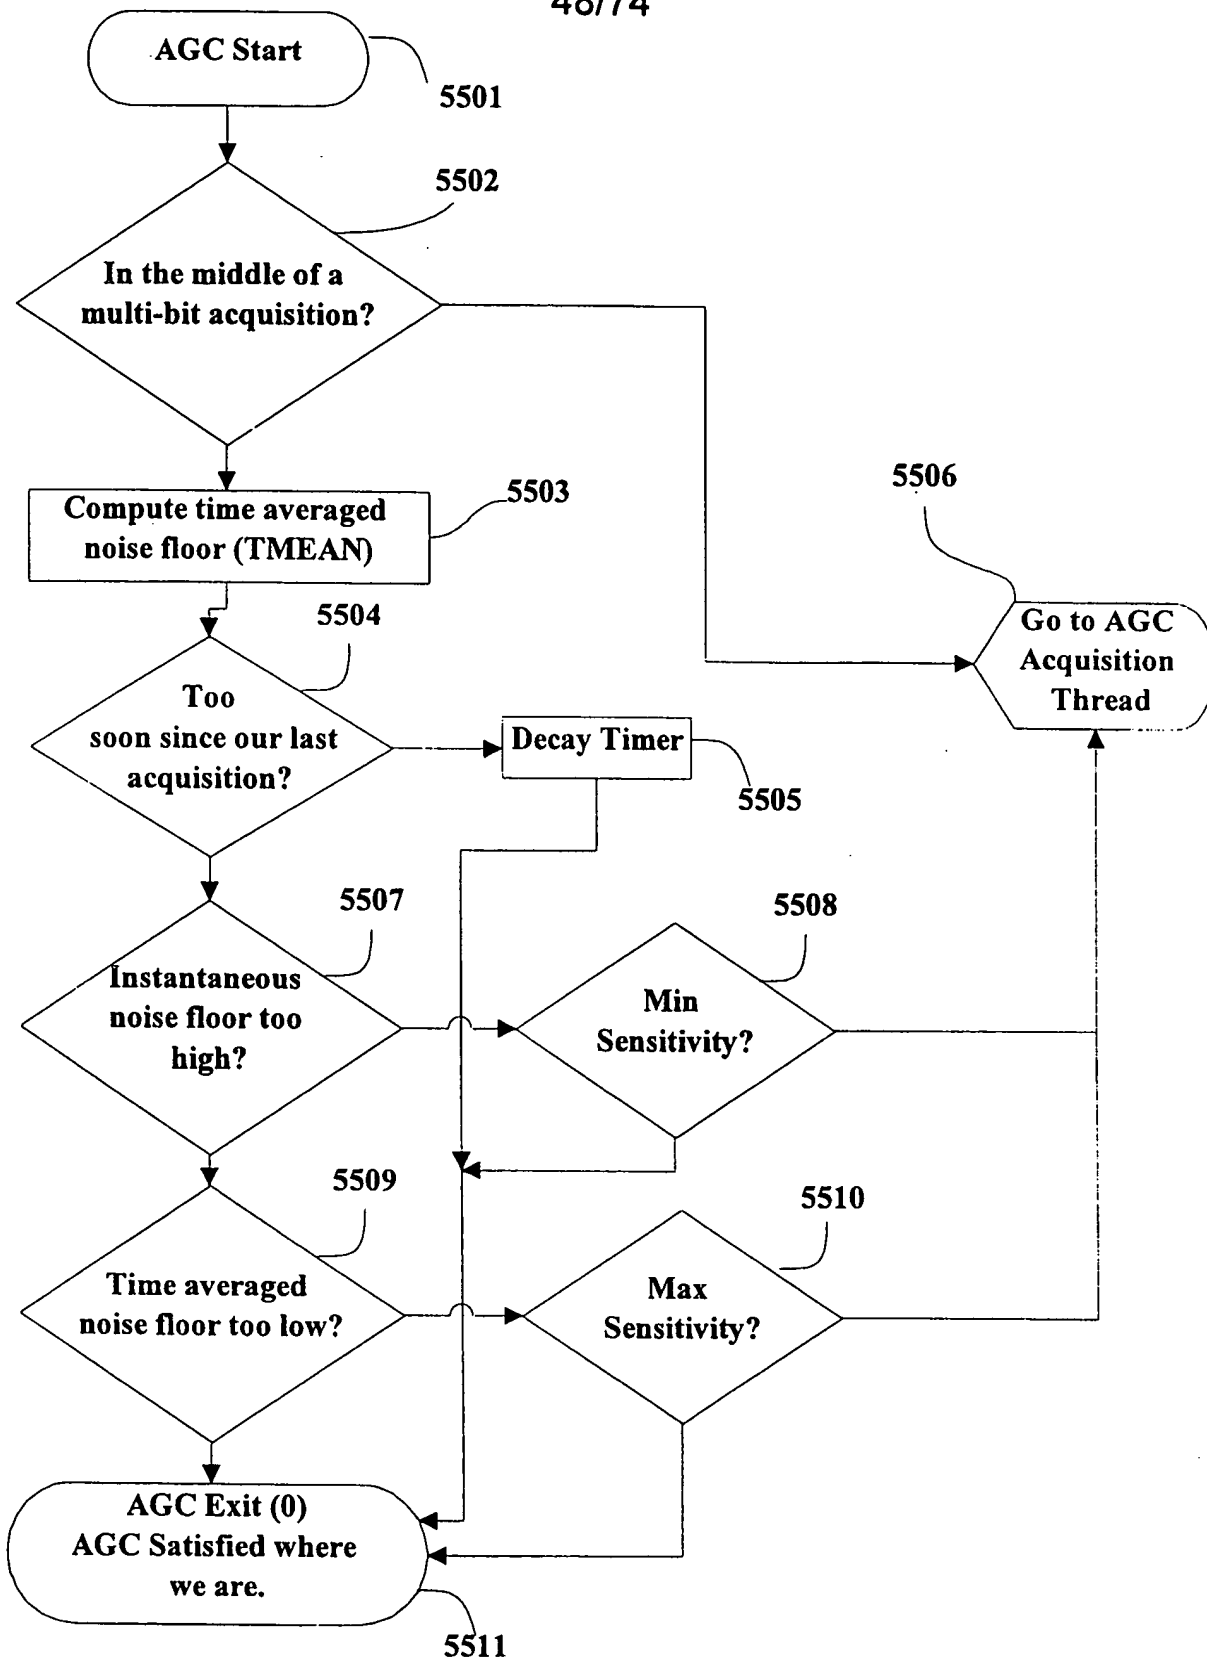 48/74
AGC Start
5501
5502
In the middle of a
multi-bit acquisition?
5503
Compute time averaged
noise floor (TMEAN)
5506
Go to AGC
Acquisition
Thread
5504
Too
soon since our last
acquisition?
Decay Timer
5505
5507
Instantaneous
noise floor too
high?
5508
Min
Sensitivity?
5509
Time averaged
noise floor too low?
5510
Max
Sensitivity?
AGC Exit (0)
AGC Satisfied where
we are.
5511